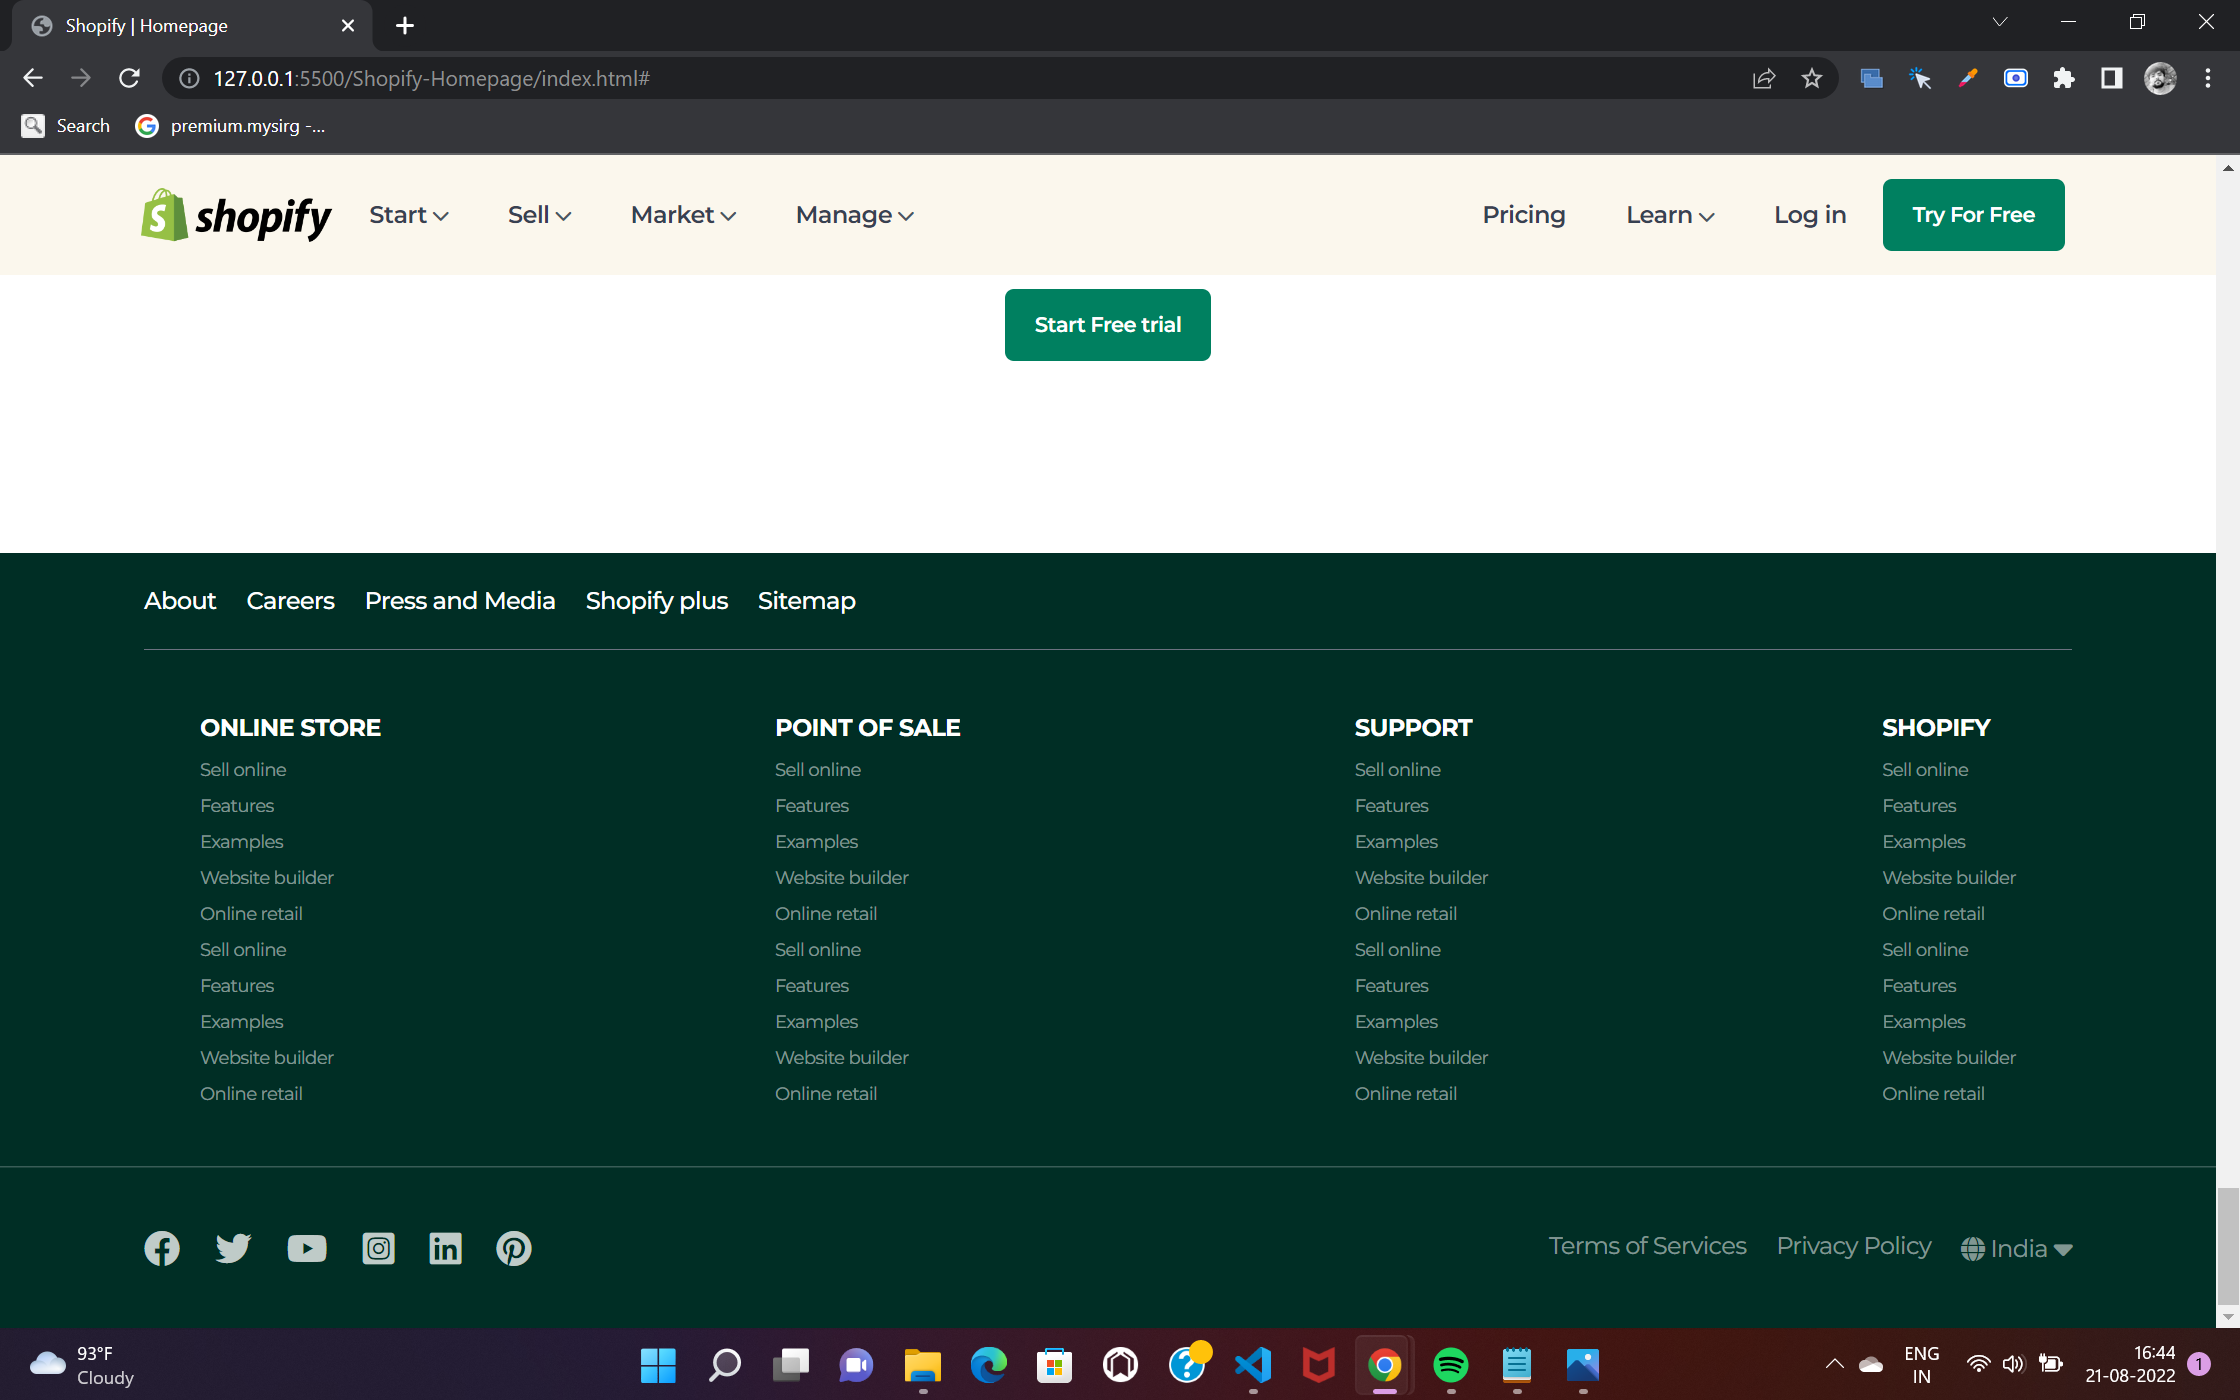 Shopify | Homepage
127.0.0.1:5500/Shopify-Homepage/index.html#
Search premium.mysirg -...
shopify Start Sell Market Manage Pricing Learn Log in Try For Free
Start Free trial
About Careers Press and Media Shopify plus Sitemap
ONLINE STORE POINT OF SALE SUPPORT SHOPIFY
Sell online Sell online Sell online Sell online
Features Features Features Features
Examples Examples Examples Examples
Website builder Website builder Website builder Website builder
Online retail Online retail Online retail Online retail
Sell online Sell online Sell online Sell online
Features Features Features Features
Examples Examples Examples Examples
Website builder Website builder Website builder Website builder
Online retail Online retail Online retail Online retail
Terms of Services Privacy Policy India
93°F
Cloudy
ENG
IN
16:44
21-08-2022
1